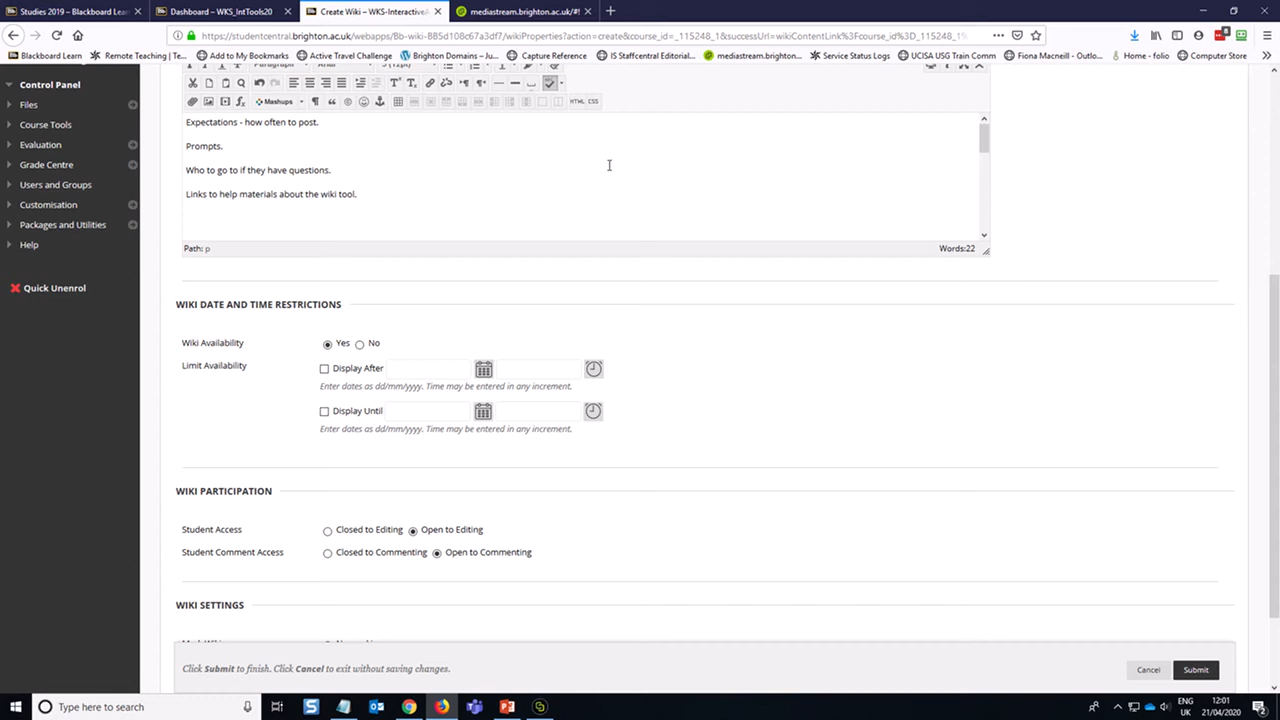 Studies 2019 – Blackboard Learn
Dashboard – WKS_IntTools20
Create Wiki – WKS-Interactive
mediastream.brighton.ac.uk/#!
https://studentcentral.brighton.ac.uk/webapps/Bb-wiki-BB5d108c67a3df7/wikiProperties?action=create&course_id=_115248_1&successUrl=wikiContentLink%3Fcourse_id%3D_115248_1%
Blackboard Learn
Remote Teaching | Te...
Add to My Bookmarks
Active Travel Challenge
Brighton Domains – Ju...
Capture Reference
IS Staffcentral Editorial...
mediastream.brighton...
Service Status Logs
UCISA USG Train Comm
Fiona Macneill - Outlo...
Home - folio
Computer Store
Control Panel
Files
Course Tools
Evaluation
Grade Centre
Users and Groups
Customisation
Packages and Utilities
Help
Quick Unenrol
Mashups
HTML CSS
Expectations - how often to post.
Prompts.
Who to go to if they have questions.
Links to help materials about the wiki tool.
Path: p
Words:22
WIKI DATE AND TIME RESTRICTIONS
Wiki Availability Yes No
Limit Availability Display After
Enter dates as dd/mm/yyyy. Time may be entered in any increment.
Display Until
Enter dates as dd/mm/yyyy. Time may be entered in any increment.
WIKI PARTICIPATION
Student Access Closed to Editing Open to Editing
Student Comment Access Closed to Commenting Open to Commenting
WIKI SETTINGS
Click Submit to finish. Click Cancel to exit without saving changes.
Cancel
Submit
Type here to search
ENG
UK
12:01
21/04/2020